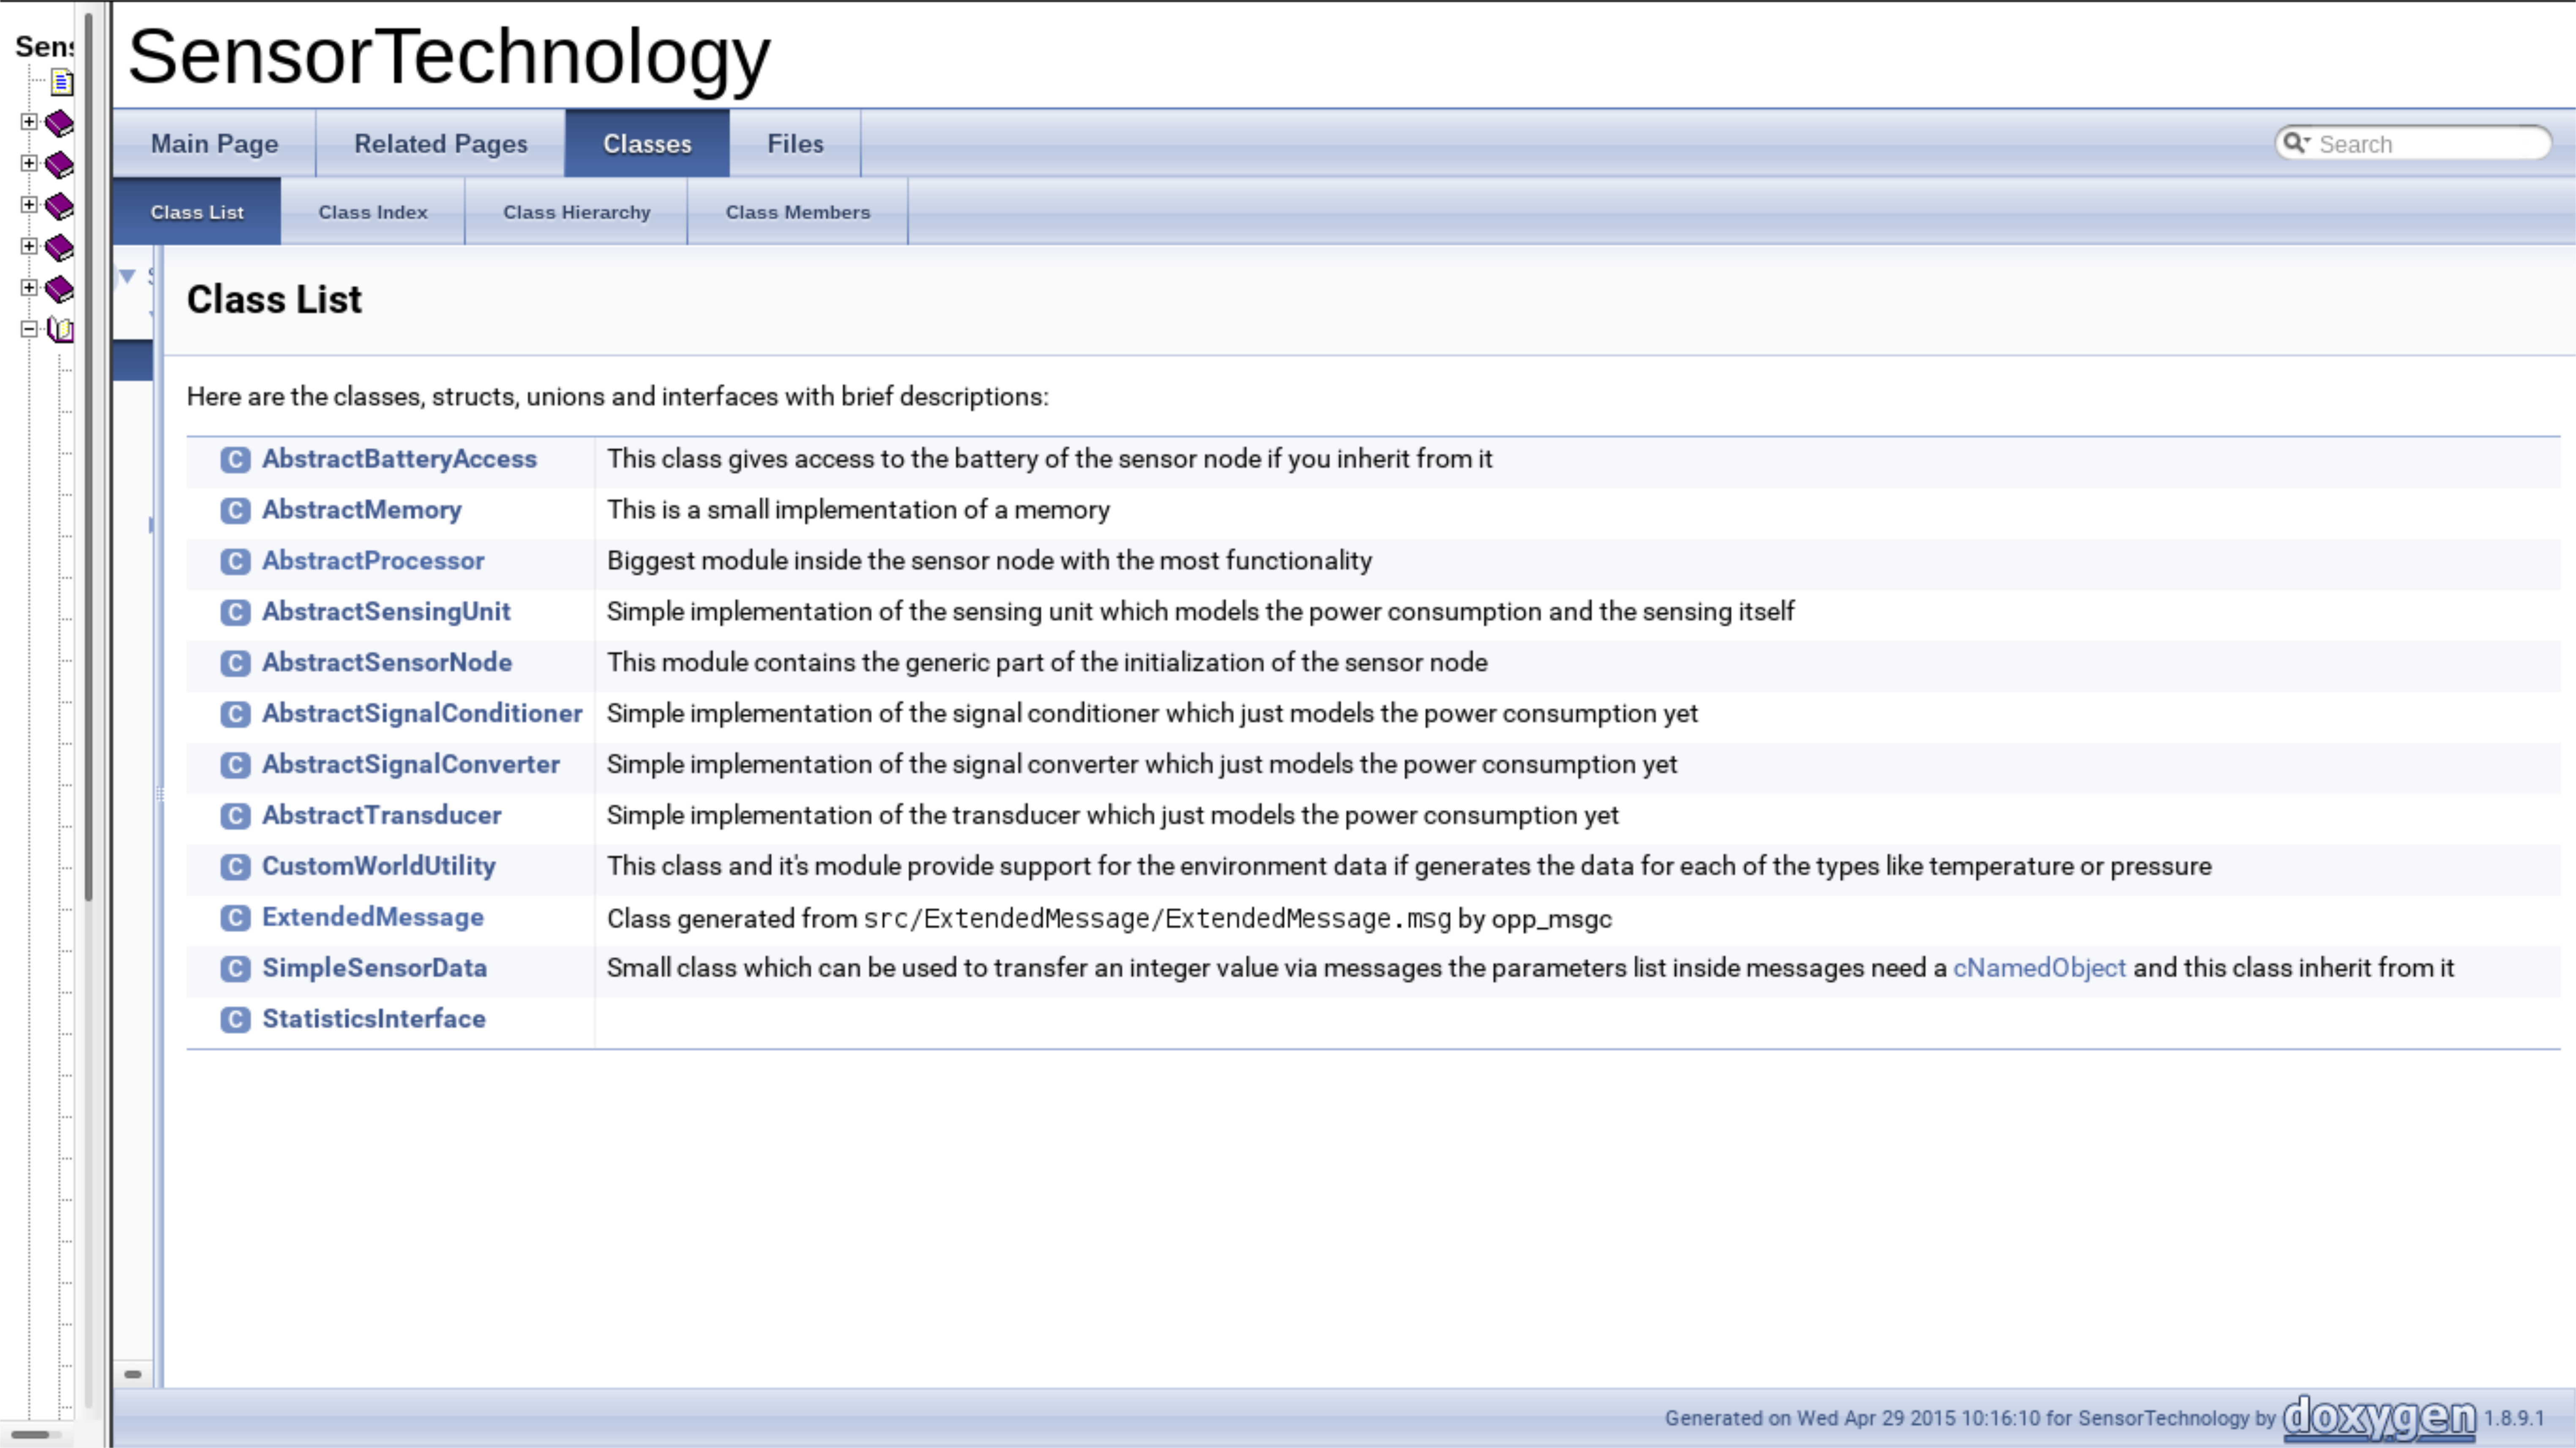 Sens
SensorTechnology
Main Page Related Pages Classes Files Search
Class List Class Index Class Hierarchy Class Members
Class List
Here are the classes, structs, unions and interfaces with brief descriptions:
C AbstractBatteryAccess This class gives access to the battery of the sensor node if you inherit from it
C AbstractMemory This is a small implementation of a memory
C AbstractProcessor Biggest module inside the sensor node with the most functionality
C AbstractSensingUnit Simple implementation of the sensing unit which models the power consumption and the sensing itself
C AbstractSensorNode This module contains the generic part of the initialization of the sensor node
C AbstractSignalConditioner Simple implementation of the signal conditioner which just models the power consumption yet
C AbstractSignalConverter Simple implementation of the signal converter which just models the power consumption yet
C AbstractTransducer Simple implementation of the transducer which just models the power consumption yet
C CustomWorldUtility This class and it's module provide support for the environment data if generates the data for each of the types like temperature or pressure
C ExtendedMessage Class generated from src/ExtendedMessage/ExtendedMessage.msg by opp_msgc
C SimpleSensorData Small class which can be used to transfer an integer value via messages the parameters list inside messages need a cNamedObject and this class inherit from it
C StatisticsInterface
Generated on Wed Apr 29 2015 10:16:10 for SensorTechnology by doxygen 1.8.9.1